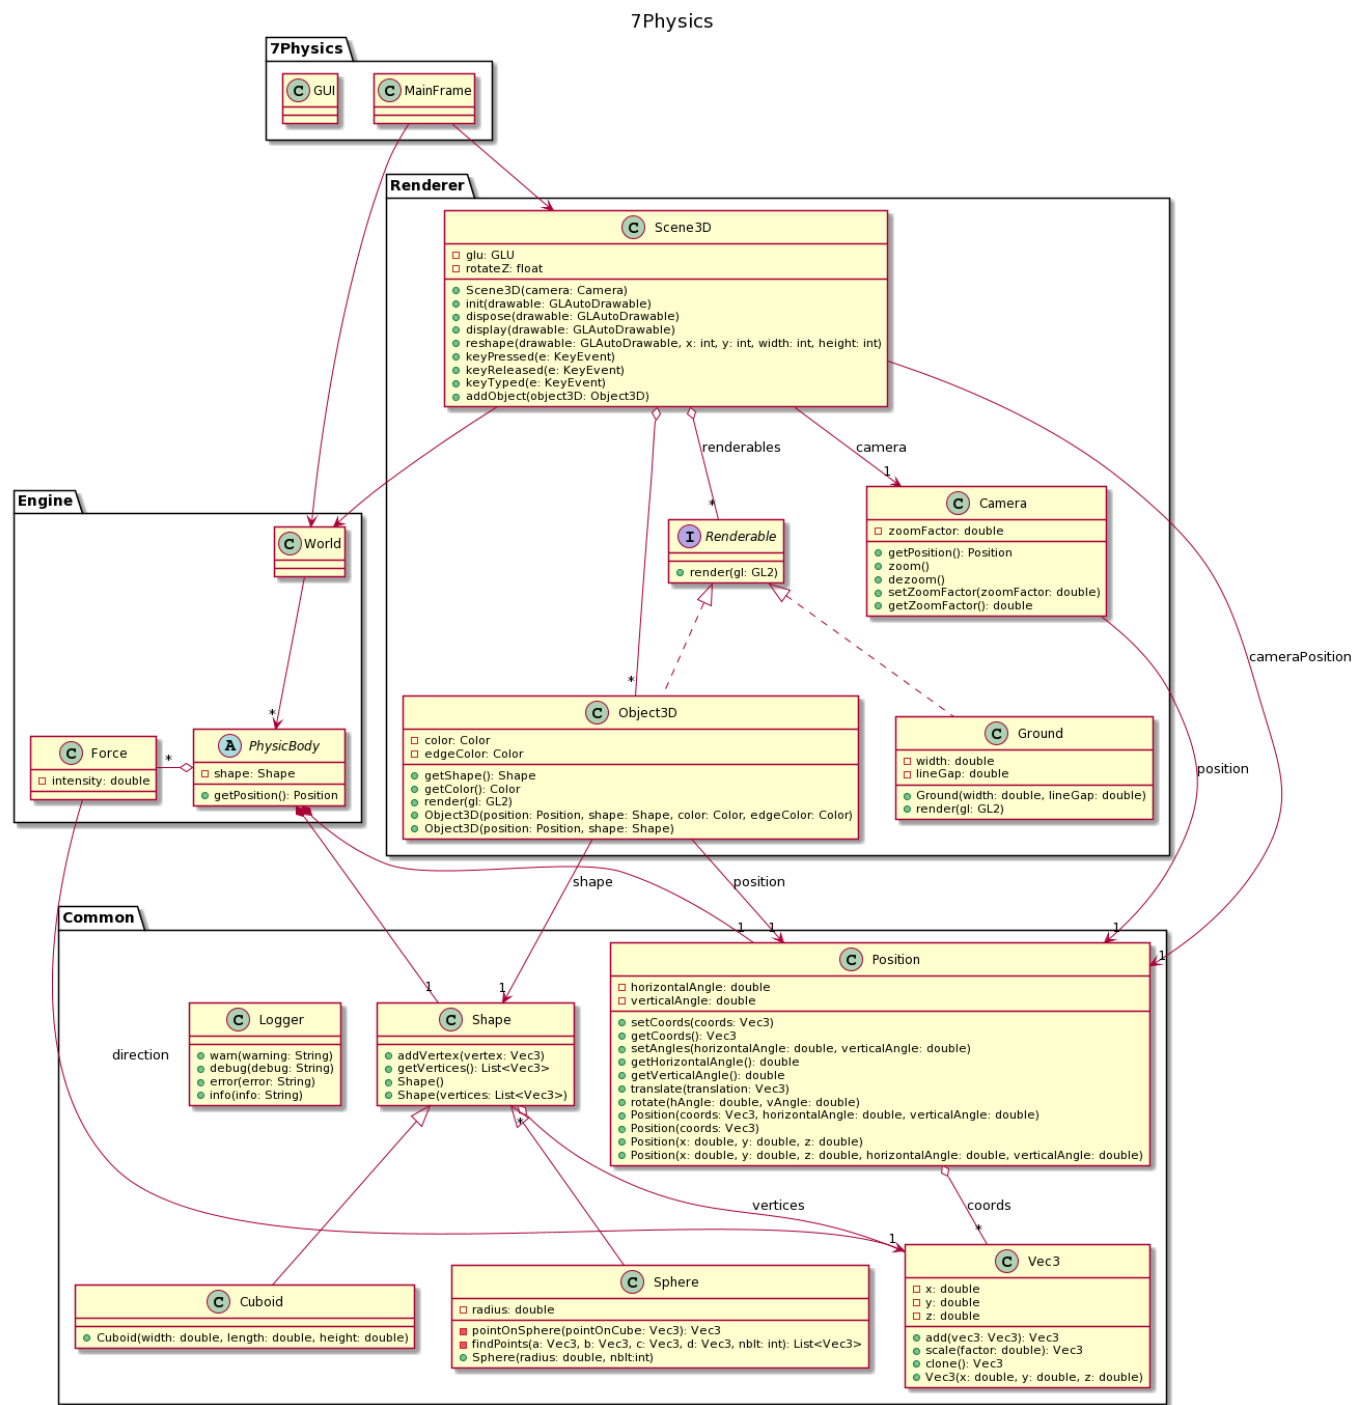 7Physics
7Physics
C GUI
C MainFrame
Renderer
C Scene3D
glu: GLU
rotateZ: float
Scene3D(camera: Camera)
init(drawable: GLAutoDrawable)
dispose(drawable: GLAutoDrawable)
display(drawable: GLAutoDrawable)
reshape(drawable: GLAutoDrawable, x: int, y: int, width: int, height: int)
keyPressed(e: KeyEvent)
keyReleased(e: KeyEvent)
keyTyped(e: KeyEvent)
addObject(object3D: Object3D)
renderables
*
camera
1
Engine
C World
*
I Renderable
render(gl: GL2)
C Camera
zoomFactor: double
getPosition(): Position
zoom()
dezoom()
setZoomFactor(zoomFactor: double)
getZoomFactor(): double
cameraPosition
1
position
1
*
C Force
intensity: double
*
A PhysicBody
shape: Shape
getPosition(): Position
C Object3D
color: Color
edgeColor: Color
getShape(): Shape
getColor(): Color
render(gl: GL2)
Object3D(position: Position, shape: Shape, color: Color, edgeColor: Color)
Object3D(position: Position, shape: Shape)
C Ground
width: double
lineGap: double
Ground(width: double, lineGap: double)
render(gl: GL2)
shape
1
position
1
1
1
Common
direction
1
C Logger
warn(warning: String)
debug(debug: String)
error(error: String)
info(info: String)
C Shape
addVertex(vertex: Vec3)
getVertices(): List<Vec3>
Shape()
Shape(vertices: List<Vec3>)
C Position
horizontalAngle: double
verticalAngle: double
setCoords(coords: Vec3)
getCoords(): Vec3
setAngles(horizontalAngle: double, verticalAngle: double)
getHorizontalAngle(): double
getVerticalAngle(): double
translate(translation: Vec3)
rotate(hAngle: double, vAngle: double)
Position(coords: Vec3, horizontalAngle: double, verticalAngle: double)
Position(coords: Vec3)
Position(x: double, y: double, z: double)
Position(x: double, y: double, z: double, horizontalAngle: double, verticalAngle: double)
*
vertices
coords
*
C Cuboid
Cuboid(width: double, length: double, height: double)
C Sphere
radius: double
pointOnSphere(pointOnCube: Vec3): Vec3
findPoints(a: Vec3, b: Vec3, c: Vec3, d: Vec3, nbIt: int): List<Vec3>
Sphere(radius: double, nbIt:int)
C Vec3
x: double
y: double
z: double
add(vec3: Vec3): Vec3
scale(factor: double): Vec3
clone(): Vec3
Vec3(x: double, y: double, z: double)